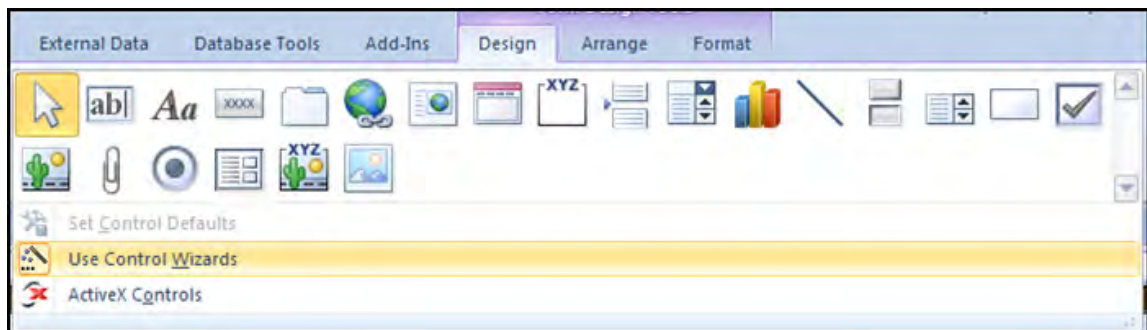 External Data Database Tools Add-Ins Design Arrange Format
ab| Aa XXXX XYZ
XYZ
Set Control Defaults
Use Control Wizards
ActiveX Controls